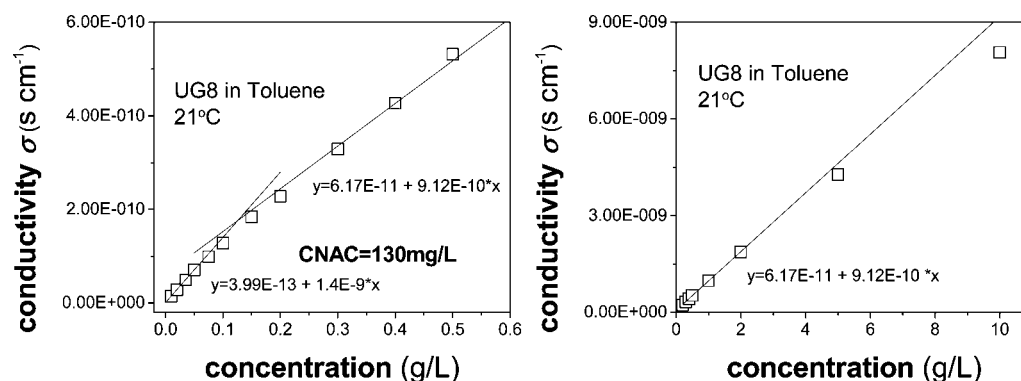 6.00E-010
4.00E-010
2.00E-010
0.00E+000
conductivity σ (s cm⁻¹)
UG8 in Toluene
21°C
y=6.17E-11 + 9.12E-10*x
CNAC=130mg/L
y=3.99E-13 + 1.4E-9*x
0.0 0.1 0.2 0.3 0.4 0.5 0.6
concentration (g/L)
9.00E-009
6.00E-009
3.00E-009
0.00E+000
conductivity σ (s cm⁻¹)
UG8 in Toluene
21°C
y=6.17E-11 + 9.12E-10 *x
0 2 4 6 8 10
concentration (g/L)